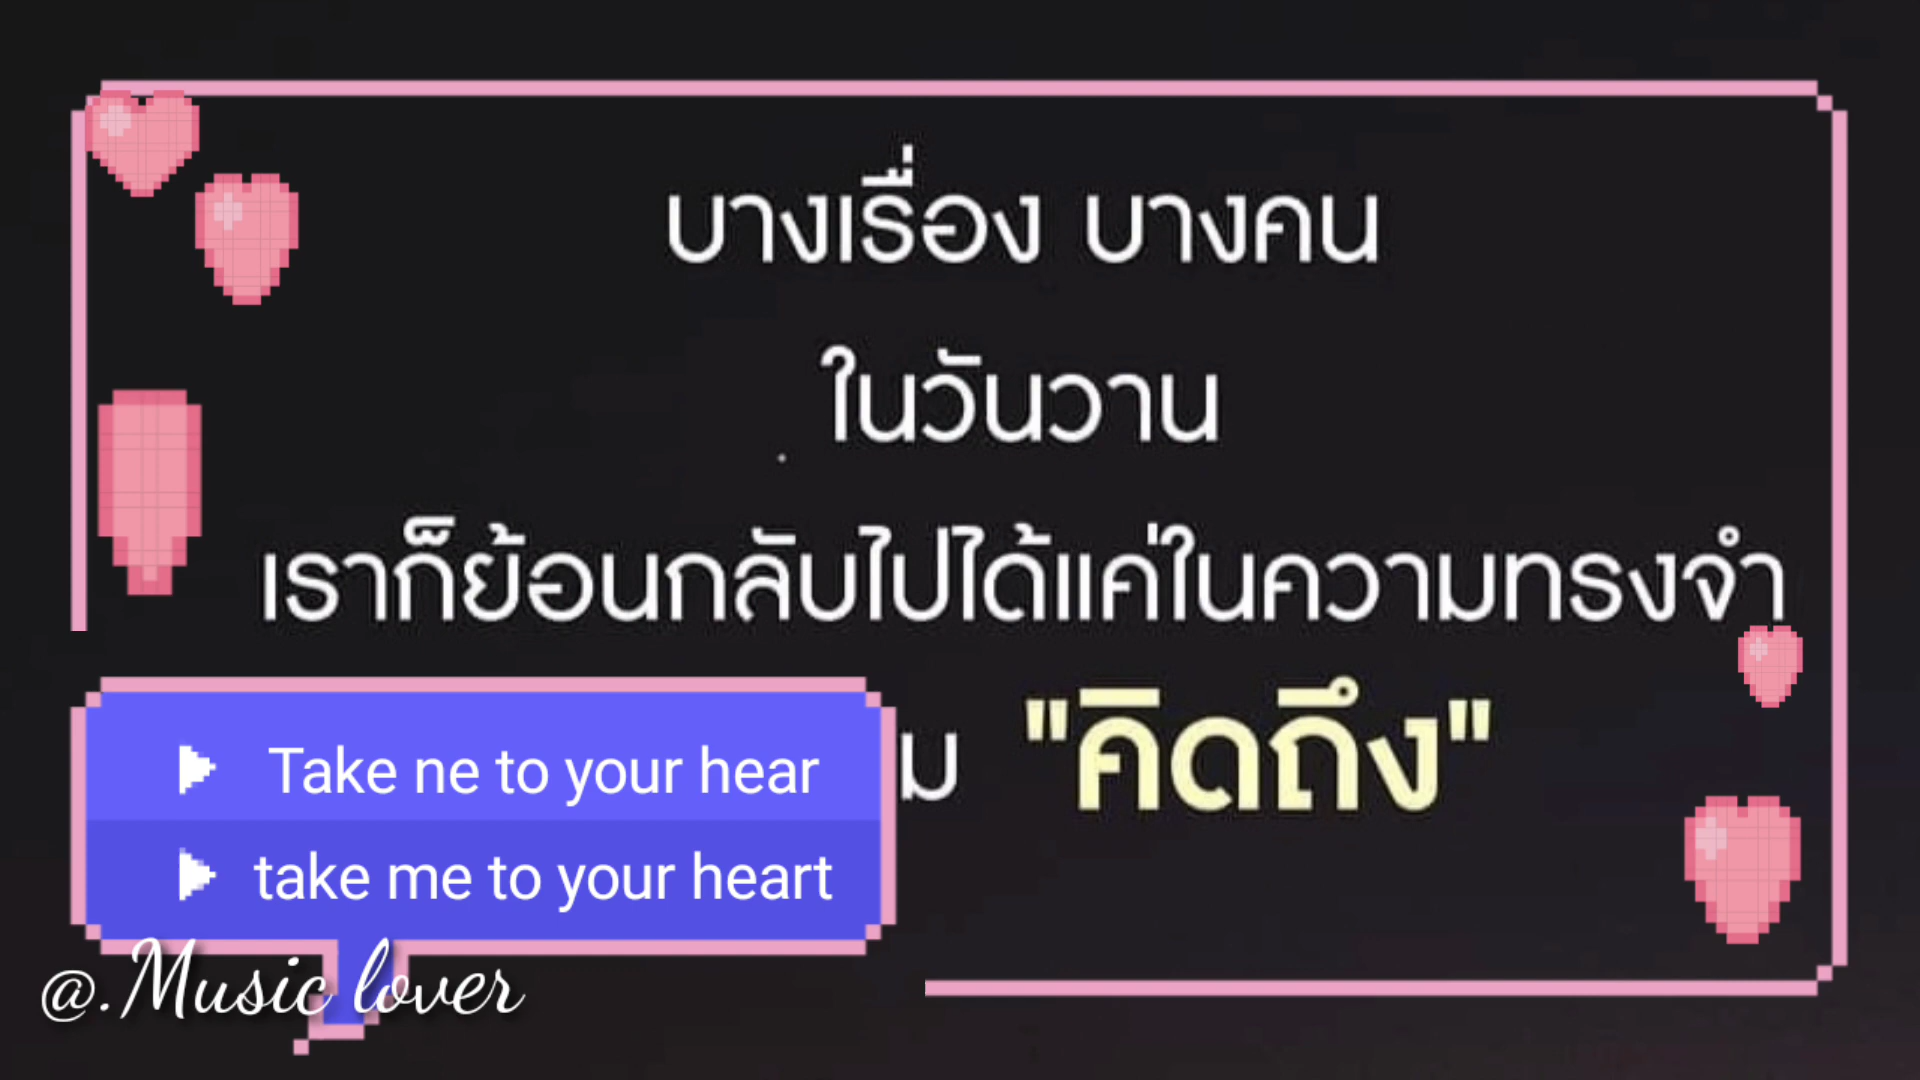 บางเรื่อง บางคน
ในวันวาน
เราก็ย้อนกลับไปได้แค่ในความทรงจำ
"คิดถึง"
Take ne to your hear
take me to your heart
@.Music lover